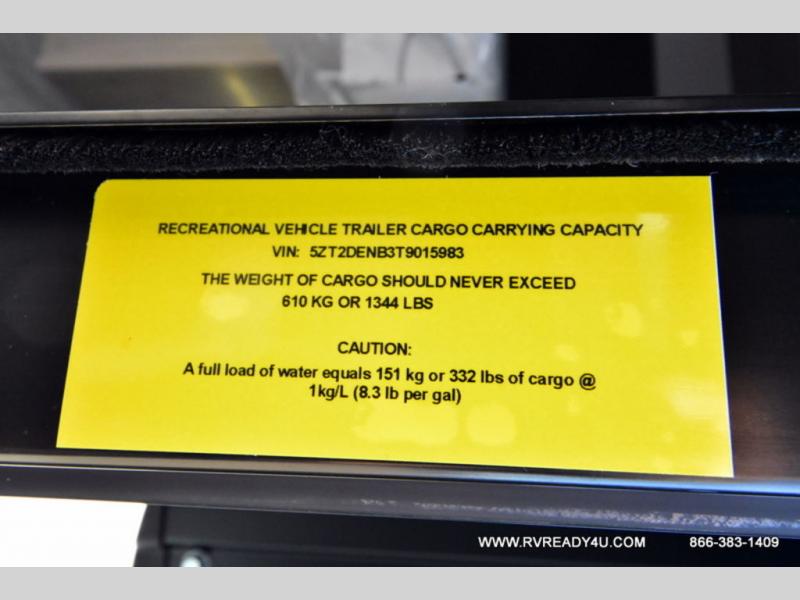 RECREATIONAL VEHICLE TRAILER CARGO CARRYING CAPACITY
VIN: 5ZT2DENB3T9015983
THE WEIGHT OF CARGO SHOULD NEVER EXCEED
610 KG OR 1344 LBS
CAUTION:
A full load of water equals 151 kg or 332 lbs of cargo @
1kg/L (8.3 lb per gal)
WWW.RVREADY4U.COM 866-383-1409